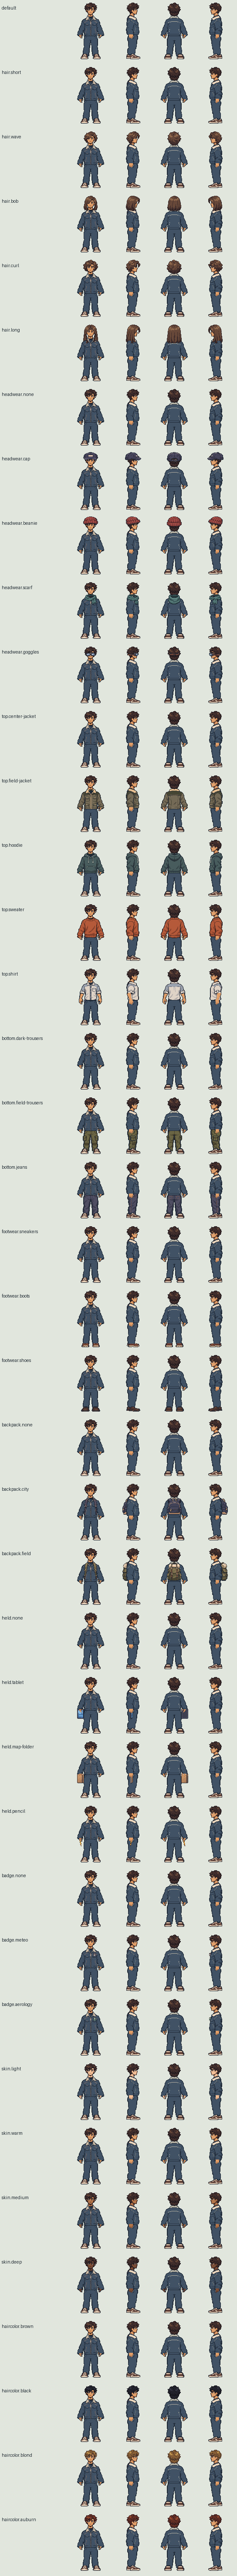 default
hair.short
hair.wave
hair.bob
hair.curl
hair.long
headwear.none
headwear.cap
headwear.beanie
headwear.scarf
headwear.goggles
top.center-jacket
top.field-jacket
top.hoodie
top.sweater
top.shirt
bottom.dark-trousers
bottom.field-trousers
bottom.jeans
footwear.sneakers
footwear.boots
footwear.shoes
backpack.none
backpack.city
backpack.field
held.none
held.tablet
held.map-folder
held.pencil
badge.none
badge.meteo
badge.aerology
skin.light
skin.warm
skin.medium
skin.deep
haircolor.brown
haircolor.black
haircolor.blond
haircolor.auburn